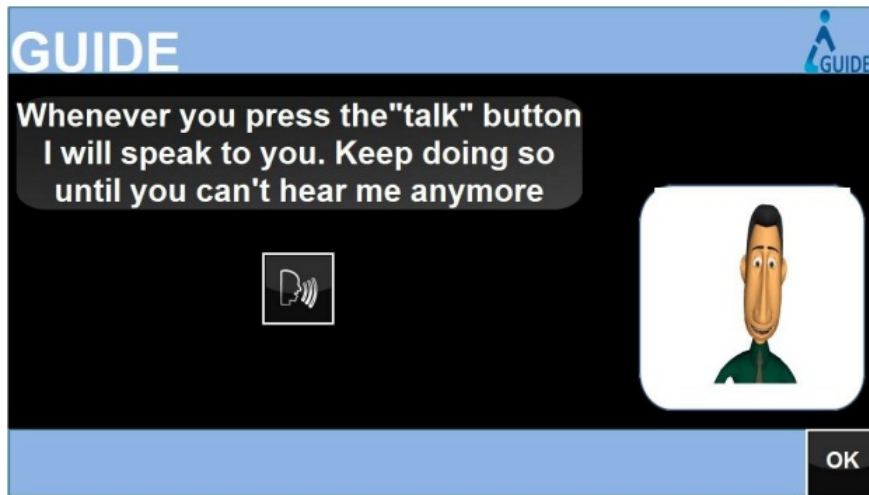 GUIDE
GUIDE
Whenever you press the"talk" button
I will speak to you. Keep doing so
until you can't hear me anymore
OK